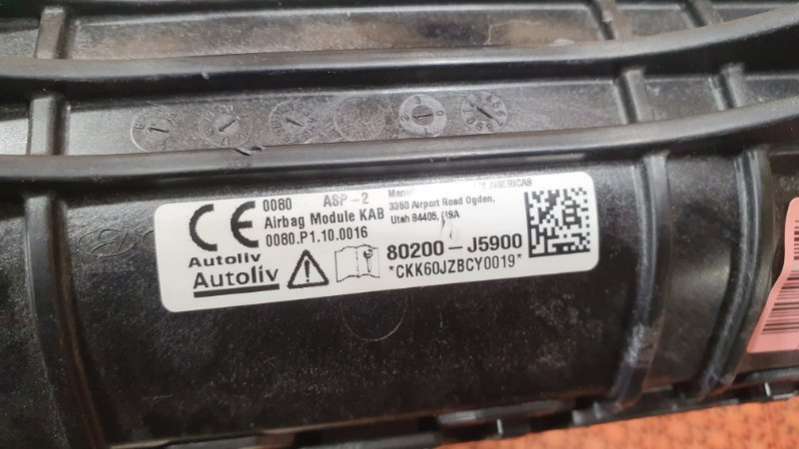 CE
0080
Airbag Module KAB
0080.P1.10.0016
ASP-2
3350 Airport Road Ogden,
Utah 84405, USA
Autoliv
Autoliv
80200-J5900
*CKK60JZBCY0019*